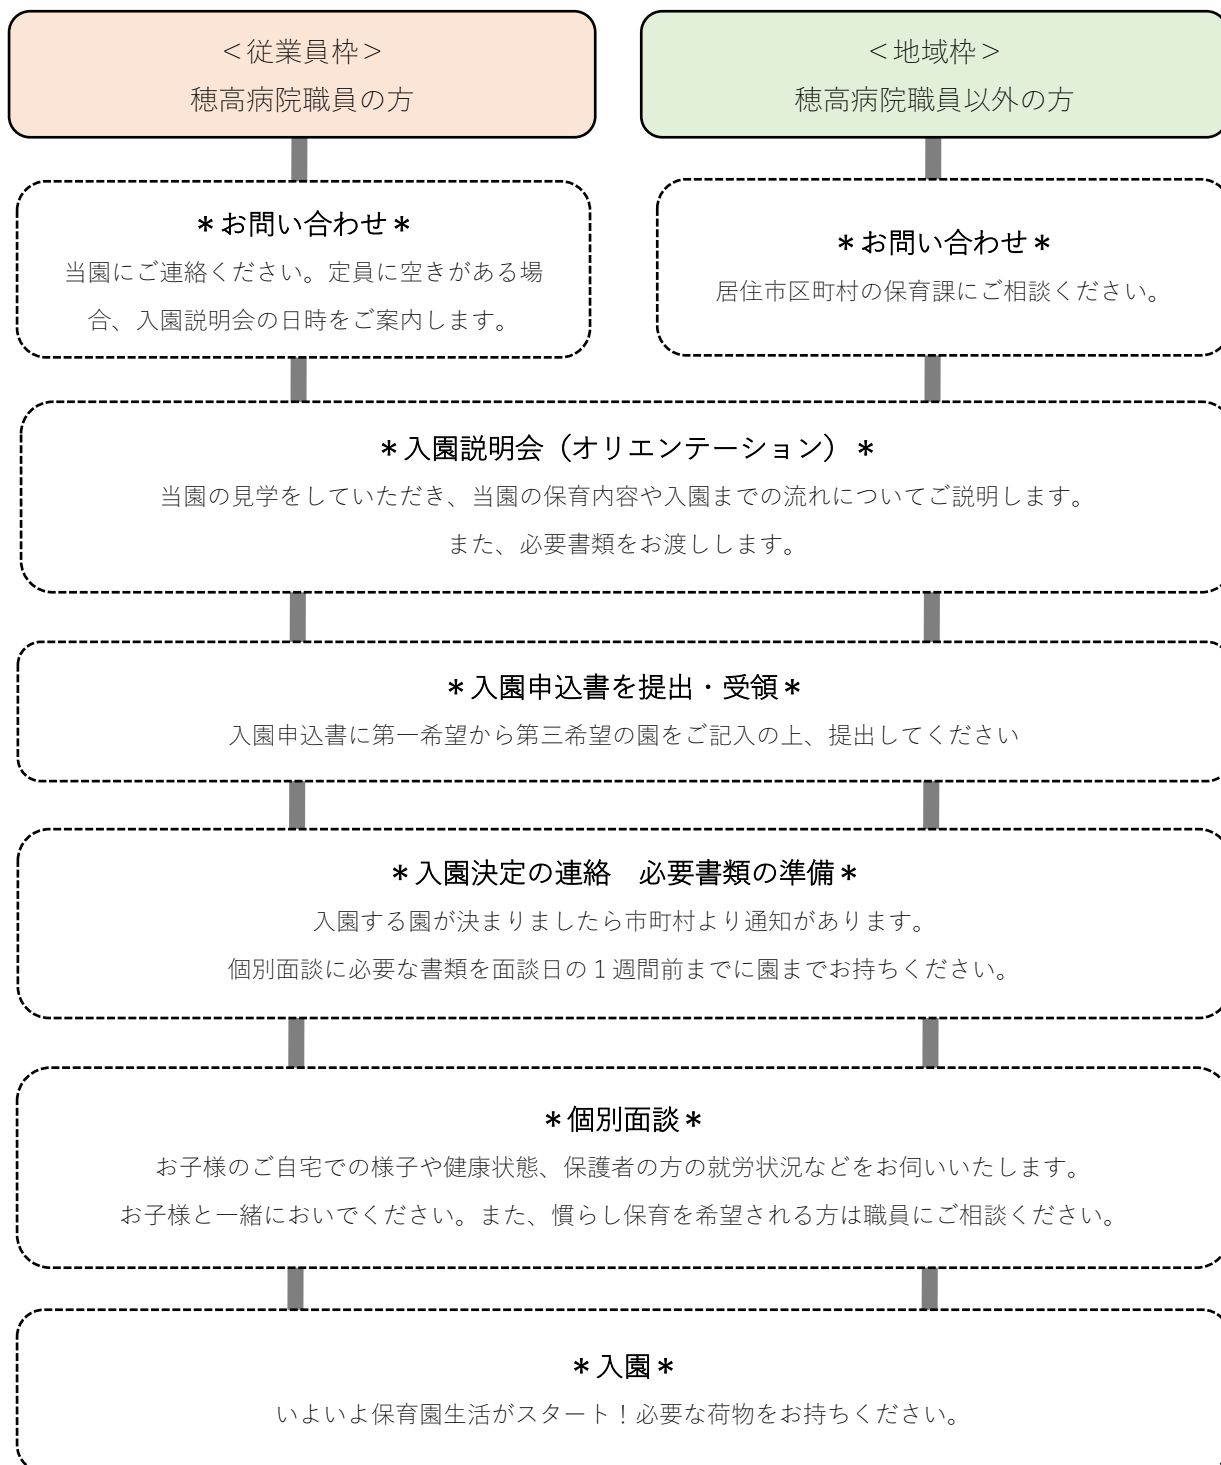 ＜従業員枠＞
穂高病院職員の方
＜地域枠＞
穂高病院職員以外の方
＊お問い合わせ＊
当園にご連絡ください。定員に空きがある場
合、入園説明会の日時をご案内します。
＊お問い合わせ＊
居住市区町村の保育課にご相談ください。
＊入園説明会（オリエンテーション）＊
当園の見学をしていただき、当園の保育内容や入園までの流れについてご説明します。
また、必要書類をお渡しします。
＊入園申込書を提出・受領＊
入園申込書に第一希望から第三希望の園をご記入の上、提出してください
＊入園決定の連絡　必要書類の準備＊
入園する園が決まりましたら市町村より通知があります。
個別面談に必要な書類を面談日の１週間前までに園までお持ちください。
＊個別面談＊
お子様のご自宅での様子や健康状態、保護者の方の就労状況などをお伺いいたします。
お子様と一緒においでください。また、慣らし保育を希望される方は職員にご相談ください。
＊入園＊
いよいよ保育園生活がスタート！必要な荷物をお持ちください。